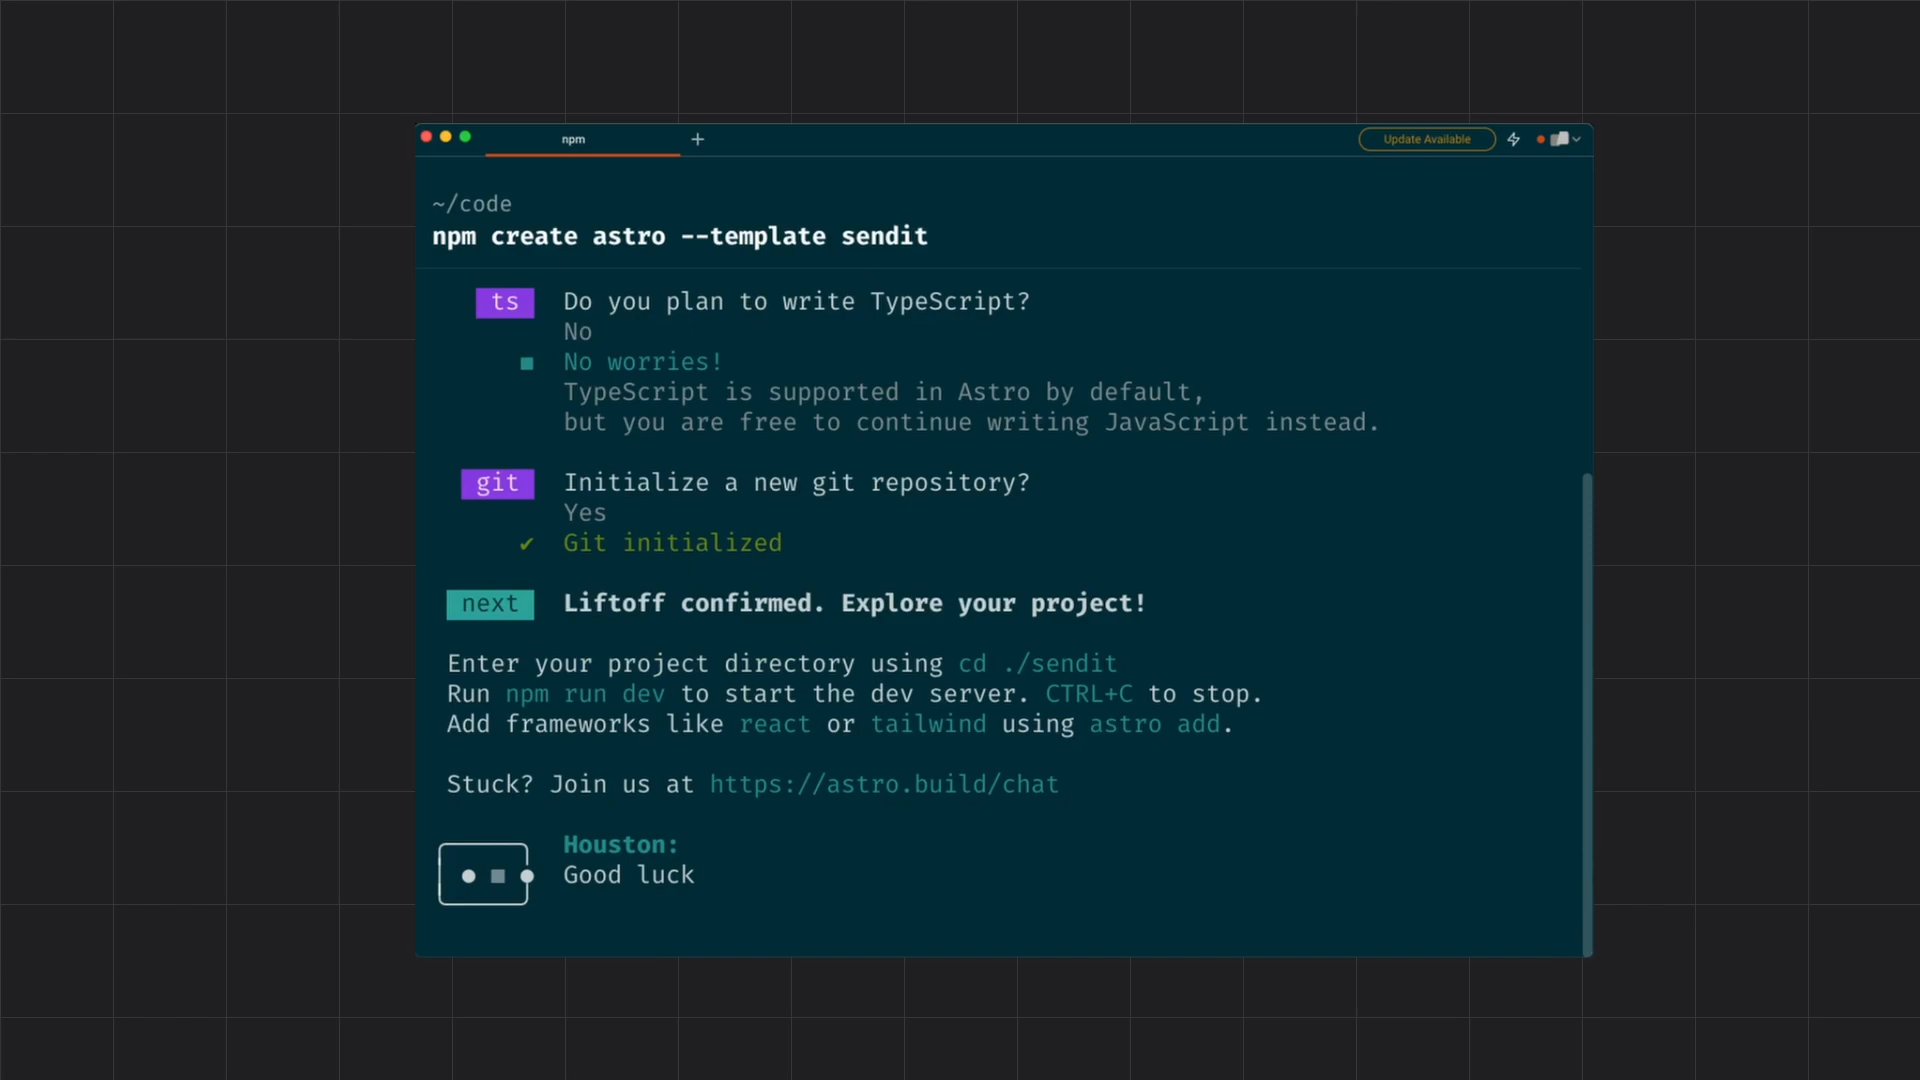 npm
+
Update Available
~/code
npm create astro --template sendit
ts Do you plan to write TypeScript?
No
No worries!
TypeScript is supported in Astro by default,
but you are free to continue writing JavaScript instead.
git Initialize a new git repository?
Yes
✔ Git initialized
next Liftoff confirmed. Explore your project!
Enter your project directory using cd ./sendit
Run npm run dev to start the dev server. CTRL+C to stop.
Add frameworks like react or tailwind using astro add.
Stuck? Join us at https://astro.build/chat
Houston:
Good luck